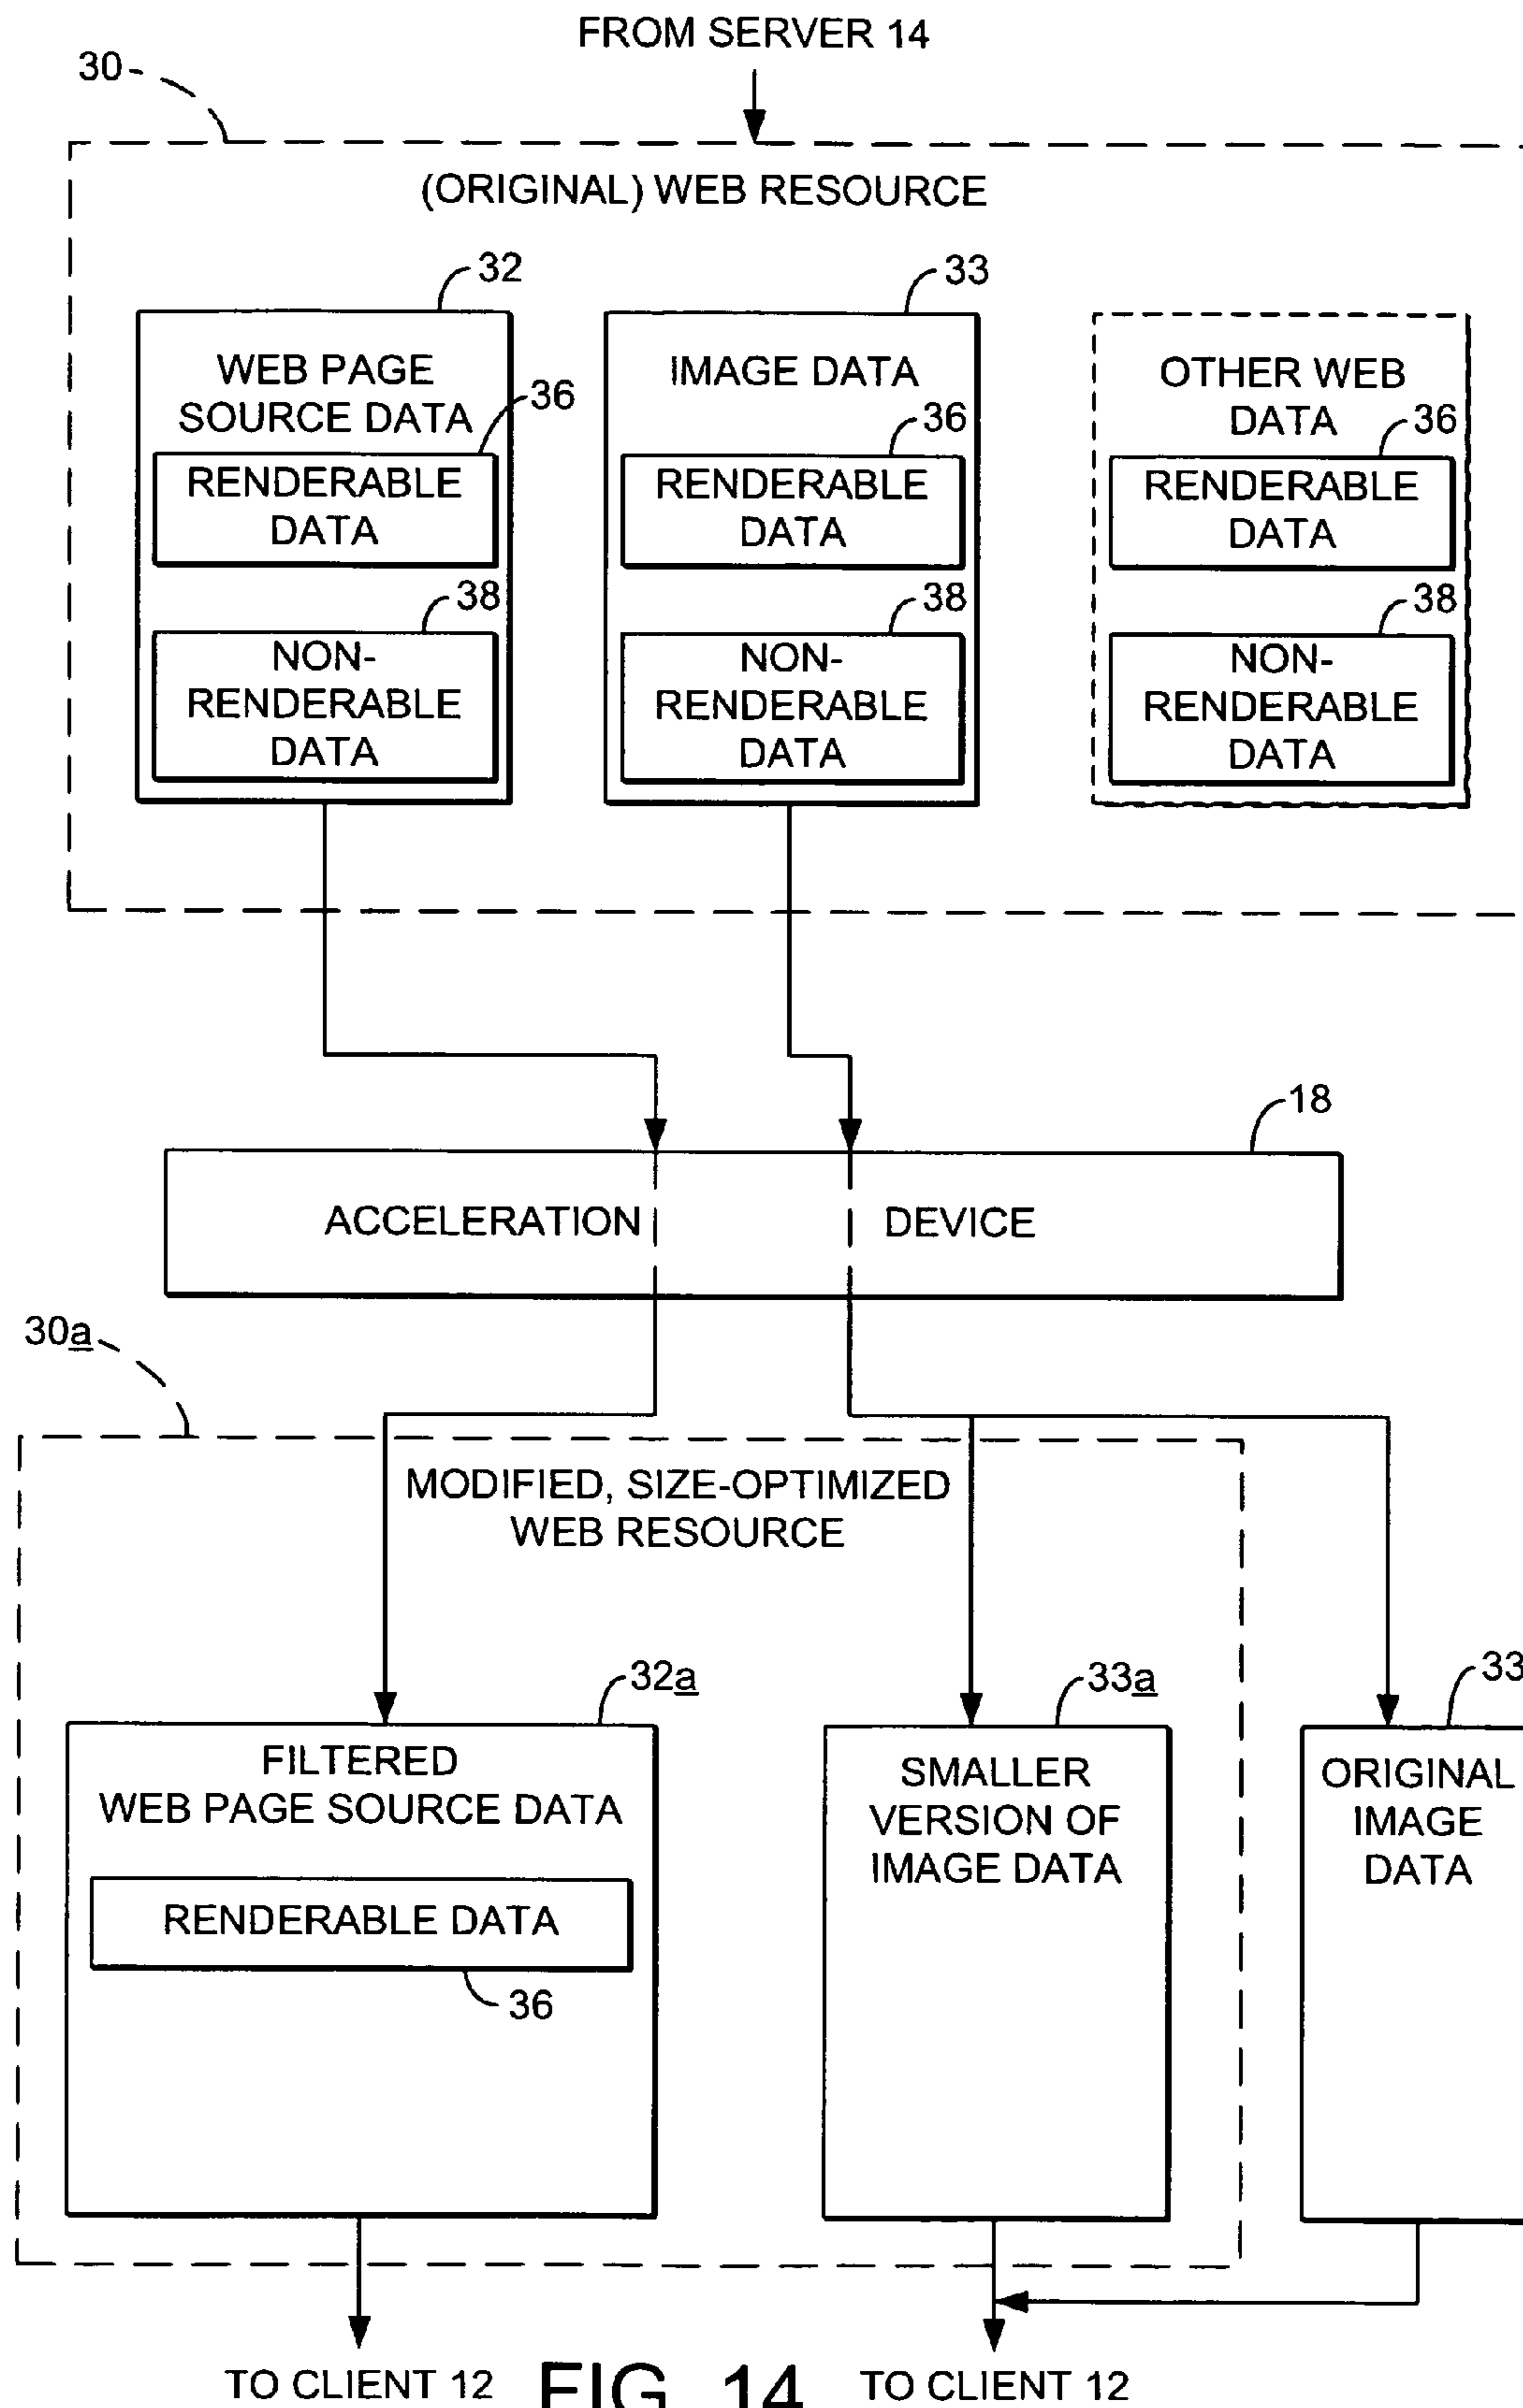 FROM SERVER 14
30
(ORIGINAL) WEB RESOURCE
32
WEB PAGE
SOURCE DATA
36
RENDERABLE
DATA
38
NON-
RENDERABLE
DATA
33
IMAGE DATA
36
RENDERABLE
DATA
38
NON-
RENDERABLE
DATA
OTHER WEB
DATA
36
RENDERABLE
DATA
38
NON-
RENDERABLE
DATA
18
ACCELERATION DEVICE
30a
MODIFIED, SIZE-OPTIMIZED
WEB RESOURCE
32a
FILTERED
WEB PAGE SOURCE DATA
RENDERABLE DATA
36
33a
SMALLER
VERSION OF
IMAGE DATA
33
ORIGINAL
IMAGE
DATA
TO CLIENT 12
FIG. 14
TO CLIENT 12